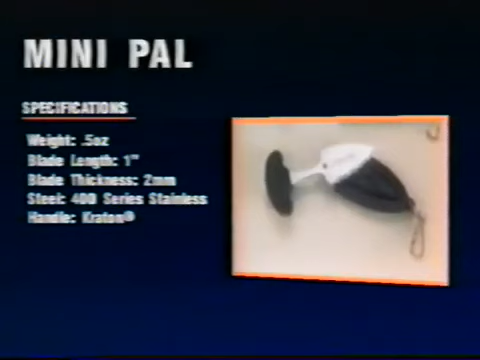 MINI PAL
SPECIFICATIONS
Weight: .5oz
Blade Length: 1"
Blade Thickness: 2mm
Steel: 400 Series Stainless
Handle: Kraton®